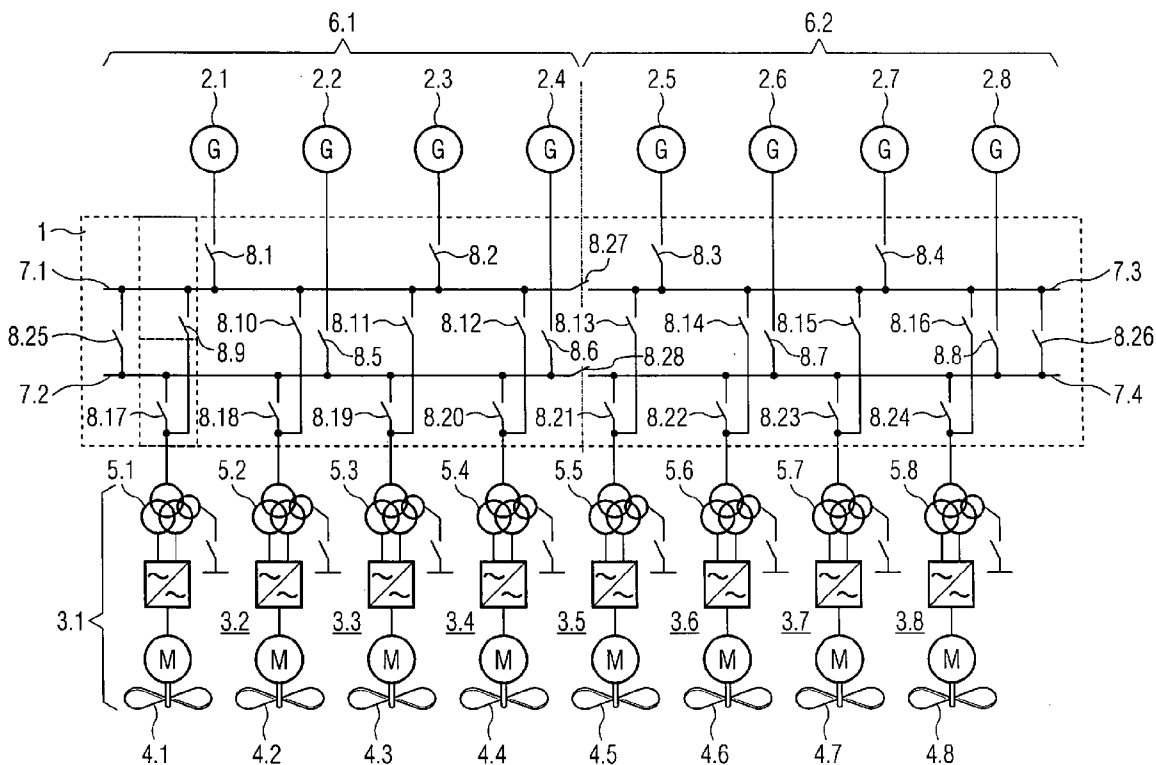 6.1 6.2
2.1 2.2 2.3 2.4 2.5 2.6 2.7 2.8
G G G G G G G G
1 8.1 8.2 8.27 8.3 8.4
7.1 7.3
8.25 8.9 8.10 8.5 8.11 8.12 8.6 8.13 8.28 8.14 8.7 8.15 8.16 8.8 8.26
7.2 7.4
8.17 8.18 8.19 8.20 8.21 8.22 8.23 8.24
5.1 5.2 5.3 5.4 5.5 5.6 5.7 5.8
~ ~ ~ ~ ~ ~ ~ ~
~ ~ ~ ~ ~ ~ ~ ~
3.1 3.2 3.3 3.4 3.5 3.6 3.7 3.8
M M M M M M M M
4.1 4.2 4.3 4.4 4.5 4.6 4.7 4.8